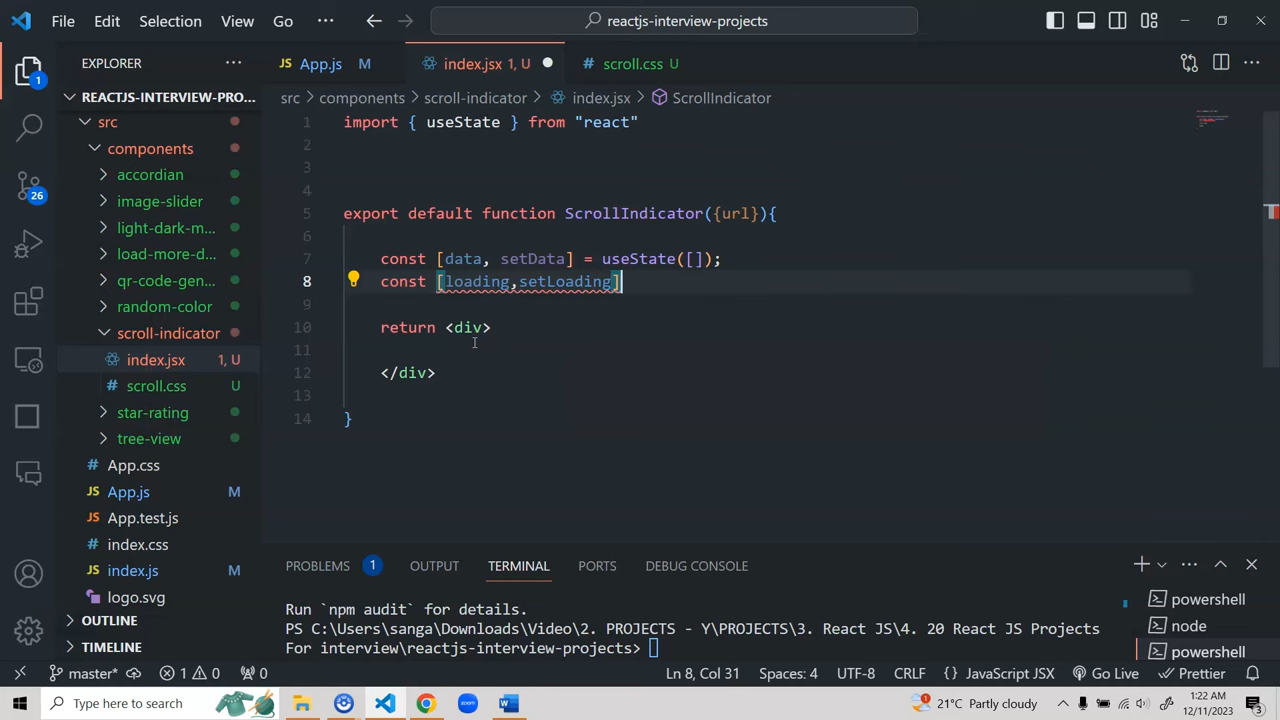 File Edit Selection View Go ··· reactjs-interview-projects
EXPLORER ···
App.js M index.jsx 1, U scroll.css U
REACTJS-INTERVIEW-PRO...
src
components
accordian
image-slider
light-dark-m...
load-more-d...
qr-code-gen...
random-color
scroll-indicator
index.jsx 1, U
scroll.css U
star-rating
tree-view
App.css
App.js M
App.test.js
index.css
index.js M
logo.svg
OUTLINE
TIMELINE
1
26
src > components > scroll-indicator > index.jsx > ScrollIndicator
1 import { useState } from "react"
2
3
4
5 export default function ScrollIndicator({url}){
6
7 const [data, setData] = useState([]);
8 const [loading,setLoading]
9
10 return <div>
11
12 </div>
13
14 }
PROBLEMS 1 OUTPUT TERMINAL PORTS DEBUG CONSOLE
Run `npm audit` for details.
PS C:\Users\sanga\Downloads\Video\2. PROJECTS - Y\PROJECTS\3. React JS\4. 20 React JS Projects
For interview\reactjs-interview-projects>
powershell
node
powershell
master* 1 0 0 Ln 8, Col 31 Spaces: 4 UTF-8 CRLF {} JavaScript JSX Go Live Prettier
Type here to search
1
21°C Partly cloudy
1:22 AM
12/11/2023
3